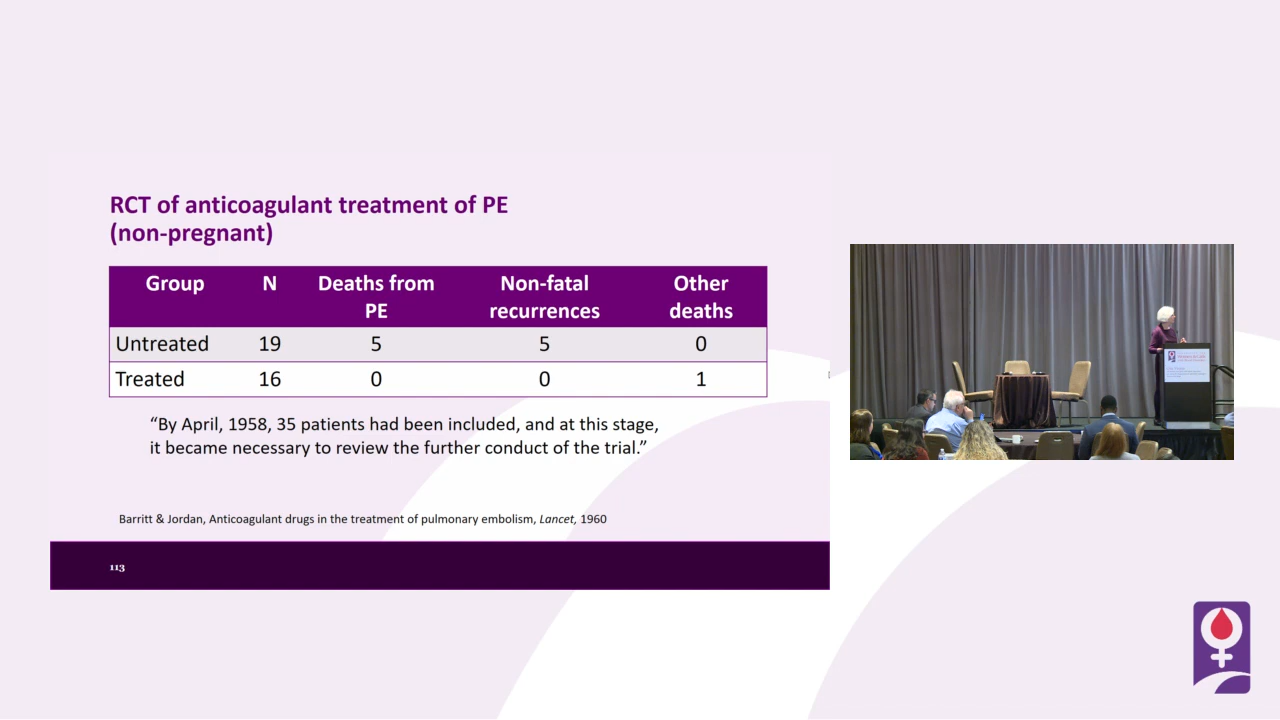 RCT of anticoagulant treatment of PE
(non-pregnant)
Group N Deaths from PE Non-fatal recurrences Other deaths
Untreated 19 5 5 0
Treated 16 0 0 1
“By April, 1958, 35 patients had been included, and at this stage,
it became necessary to review the further conduct of the trial.”
Barritt & Jordan, Anticoagulant drugs in the treatment of pulmonary embolism, Lancet, 1960
113